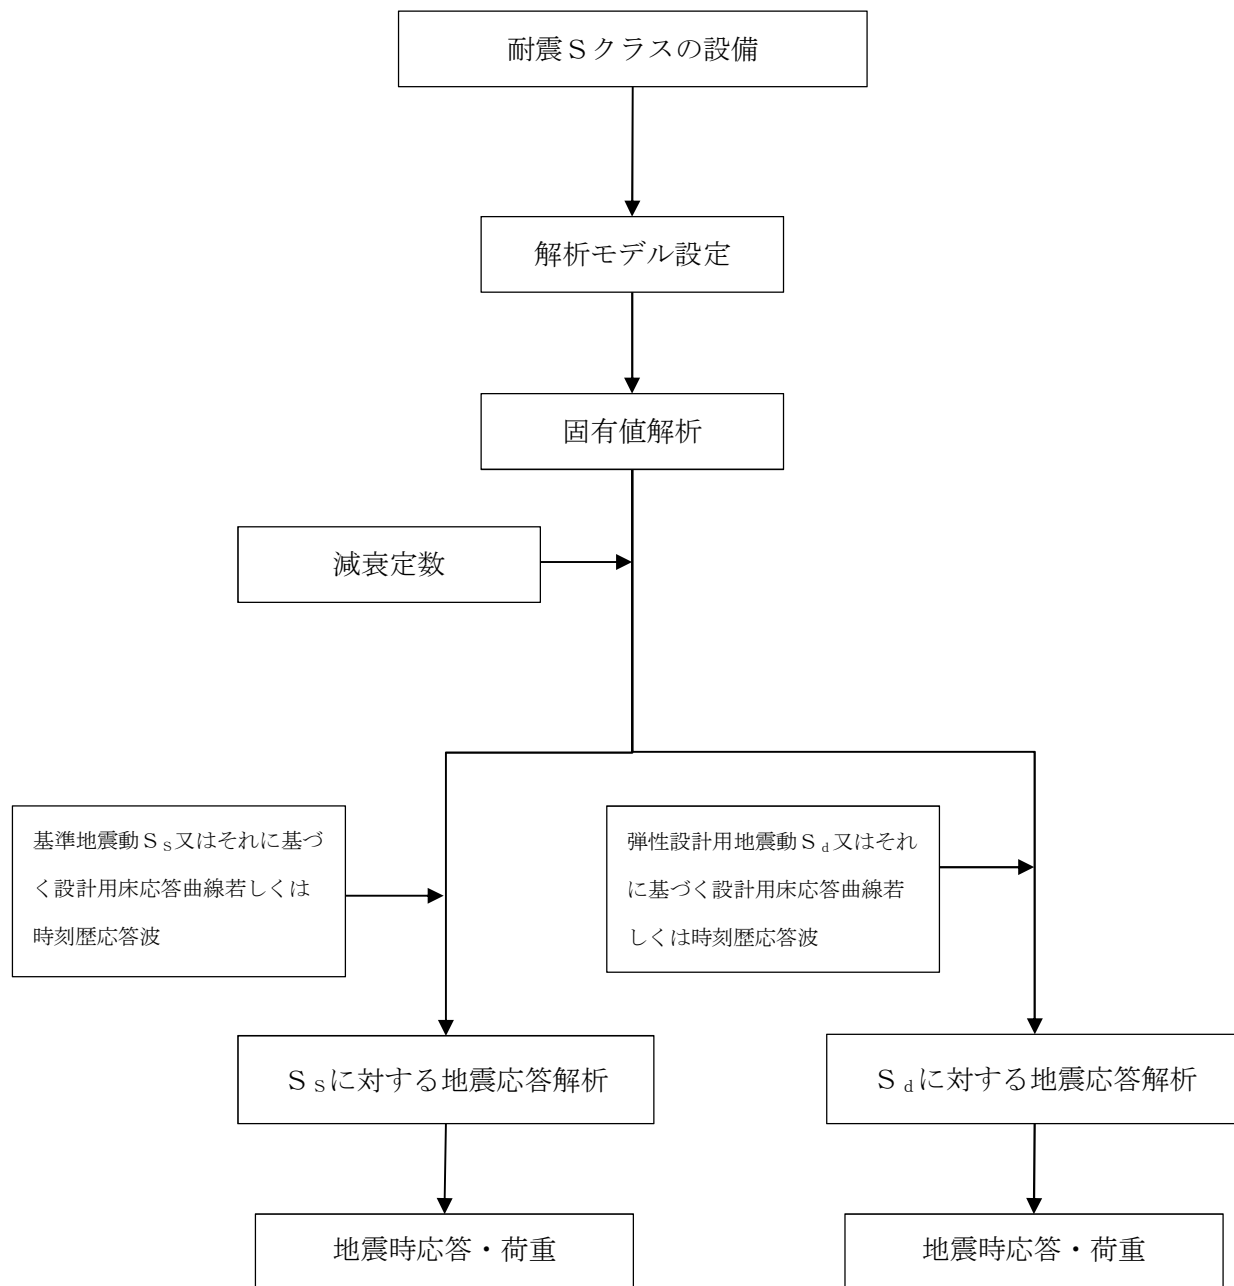 耐震Ｓクラスの設備
解析モデル設定
固有値解析
減衰定数
基準地震動Ｓｓ又はそれに基づ
く設計用床応答曲線若しくは
時刻歴応答波
弾性設計用地震動Ｓｄ又はそれ
に基づく設計用床応答曲線若
しくは時刻歴応答波
Ｓｓに対する地震応答解析
Ｓｄに対する地震応答解析
地震時応答・荷重
地震時応答・荷重